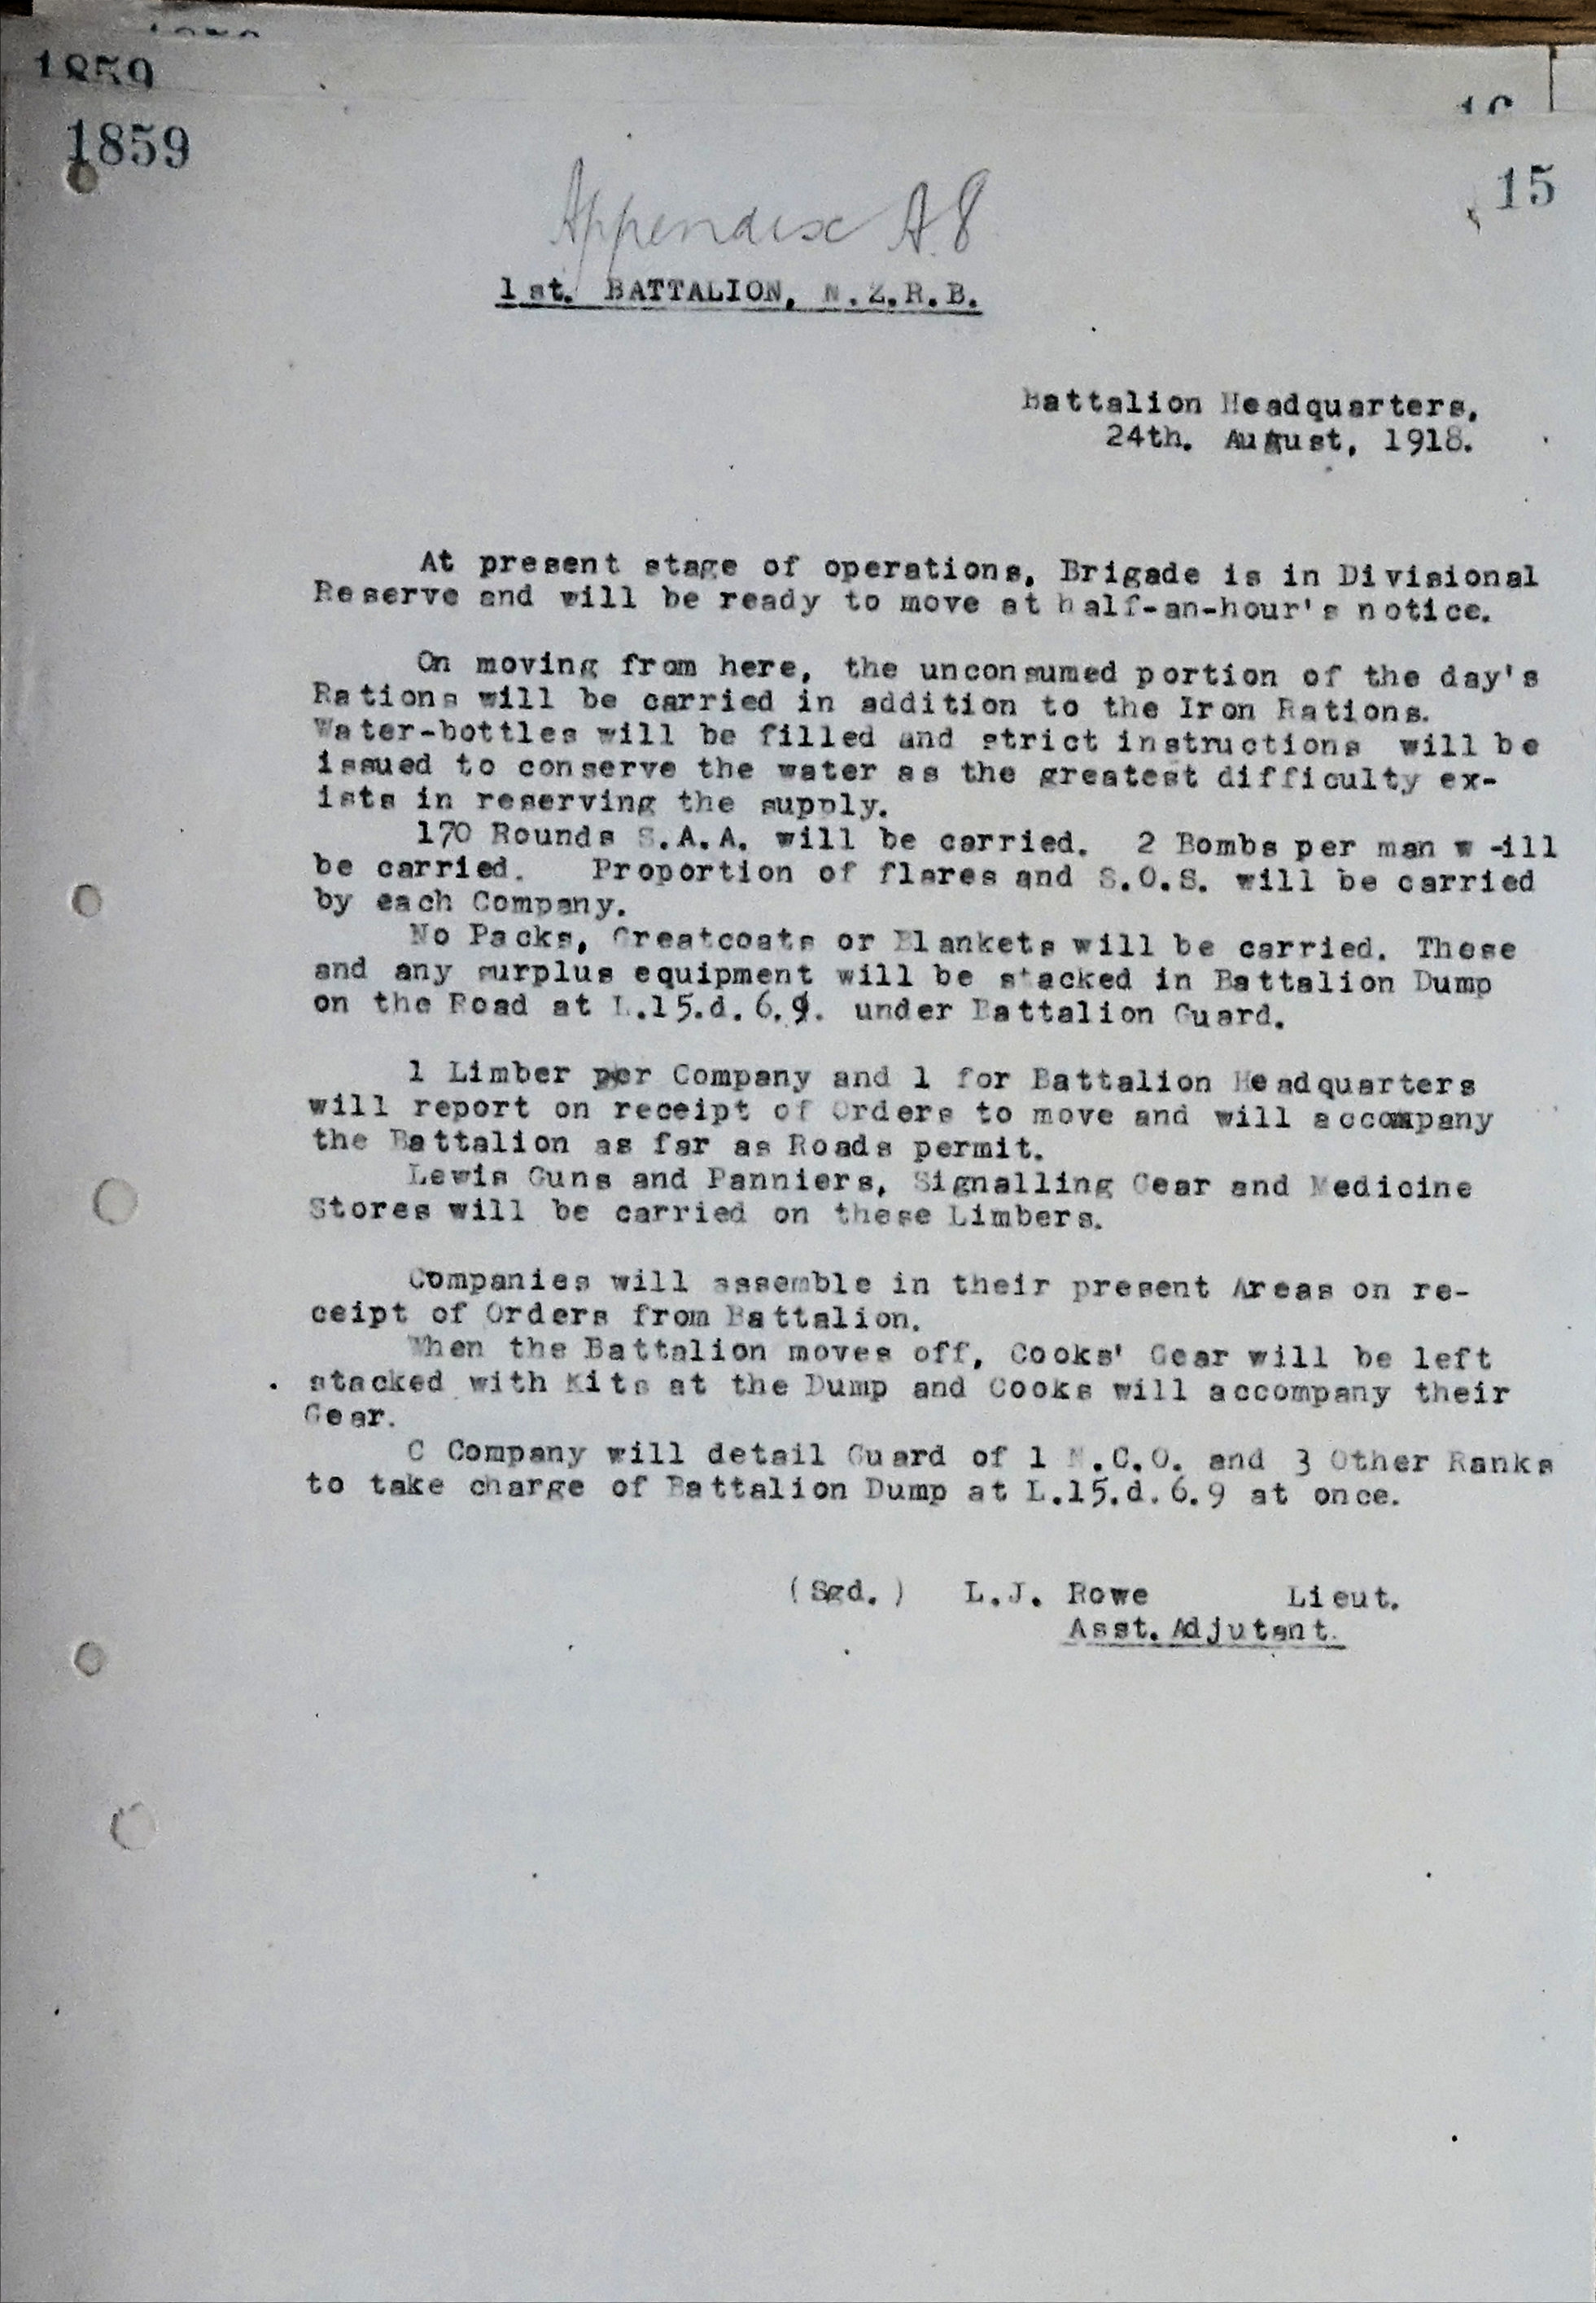 1859
1859
15
Appendix A8
1st. BATTALION, N.Z.R.B.
Battalion Headquarters,
24th. August, 1918.
At present stage of operations, Brigade is in Divisional
Reserve and will be ready to move at half-an-hour's notice.
On moving from here, the unconsumed portion of the day's
Rations will be carried in addition to the Iron Rations.
Water-bottles will be filled and strict instructions will be
issued to conserve the water as the greatest difficulty ex-
ists in reserving the supply.
170 Rounds S.A.A. will be carried. 2 Bombs per man w -ill
be carried. Proportion of flares and S.O.S. will be carried
by each Company.
No Packs, Greatcoats or Blankets will be carried. These
and any surplus equipment will be stacked in Battalion Dump
on the Road at L.15.d.6.9. under Battalion Guard.
1 Limber per Company and 1 for Battalion Headquarters
will report on receipt of Orders to move and will accompany
the Battalion as far as Roads permit.
Lewis Guns and Panniers, Signalling Gear and Medicine
Stores will be carried on these Limbers.
Companies will assemble in their present Areas on re-
ceipt of Orders from Battalion.
When the Battalion moves off, Cooks' Gear will be left
stacked with Kits at the Dump and Cooks will accompany their
Gear.
C Company will detail Guard of 1 N.C.O. and 3 Other Ranks
to take charge of Battalion Dump at L.15.d.6.9 at once.
(Sgd.) L.J. Rowe Lieut.
Asst. Adjutant.